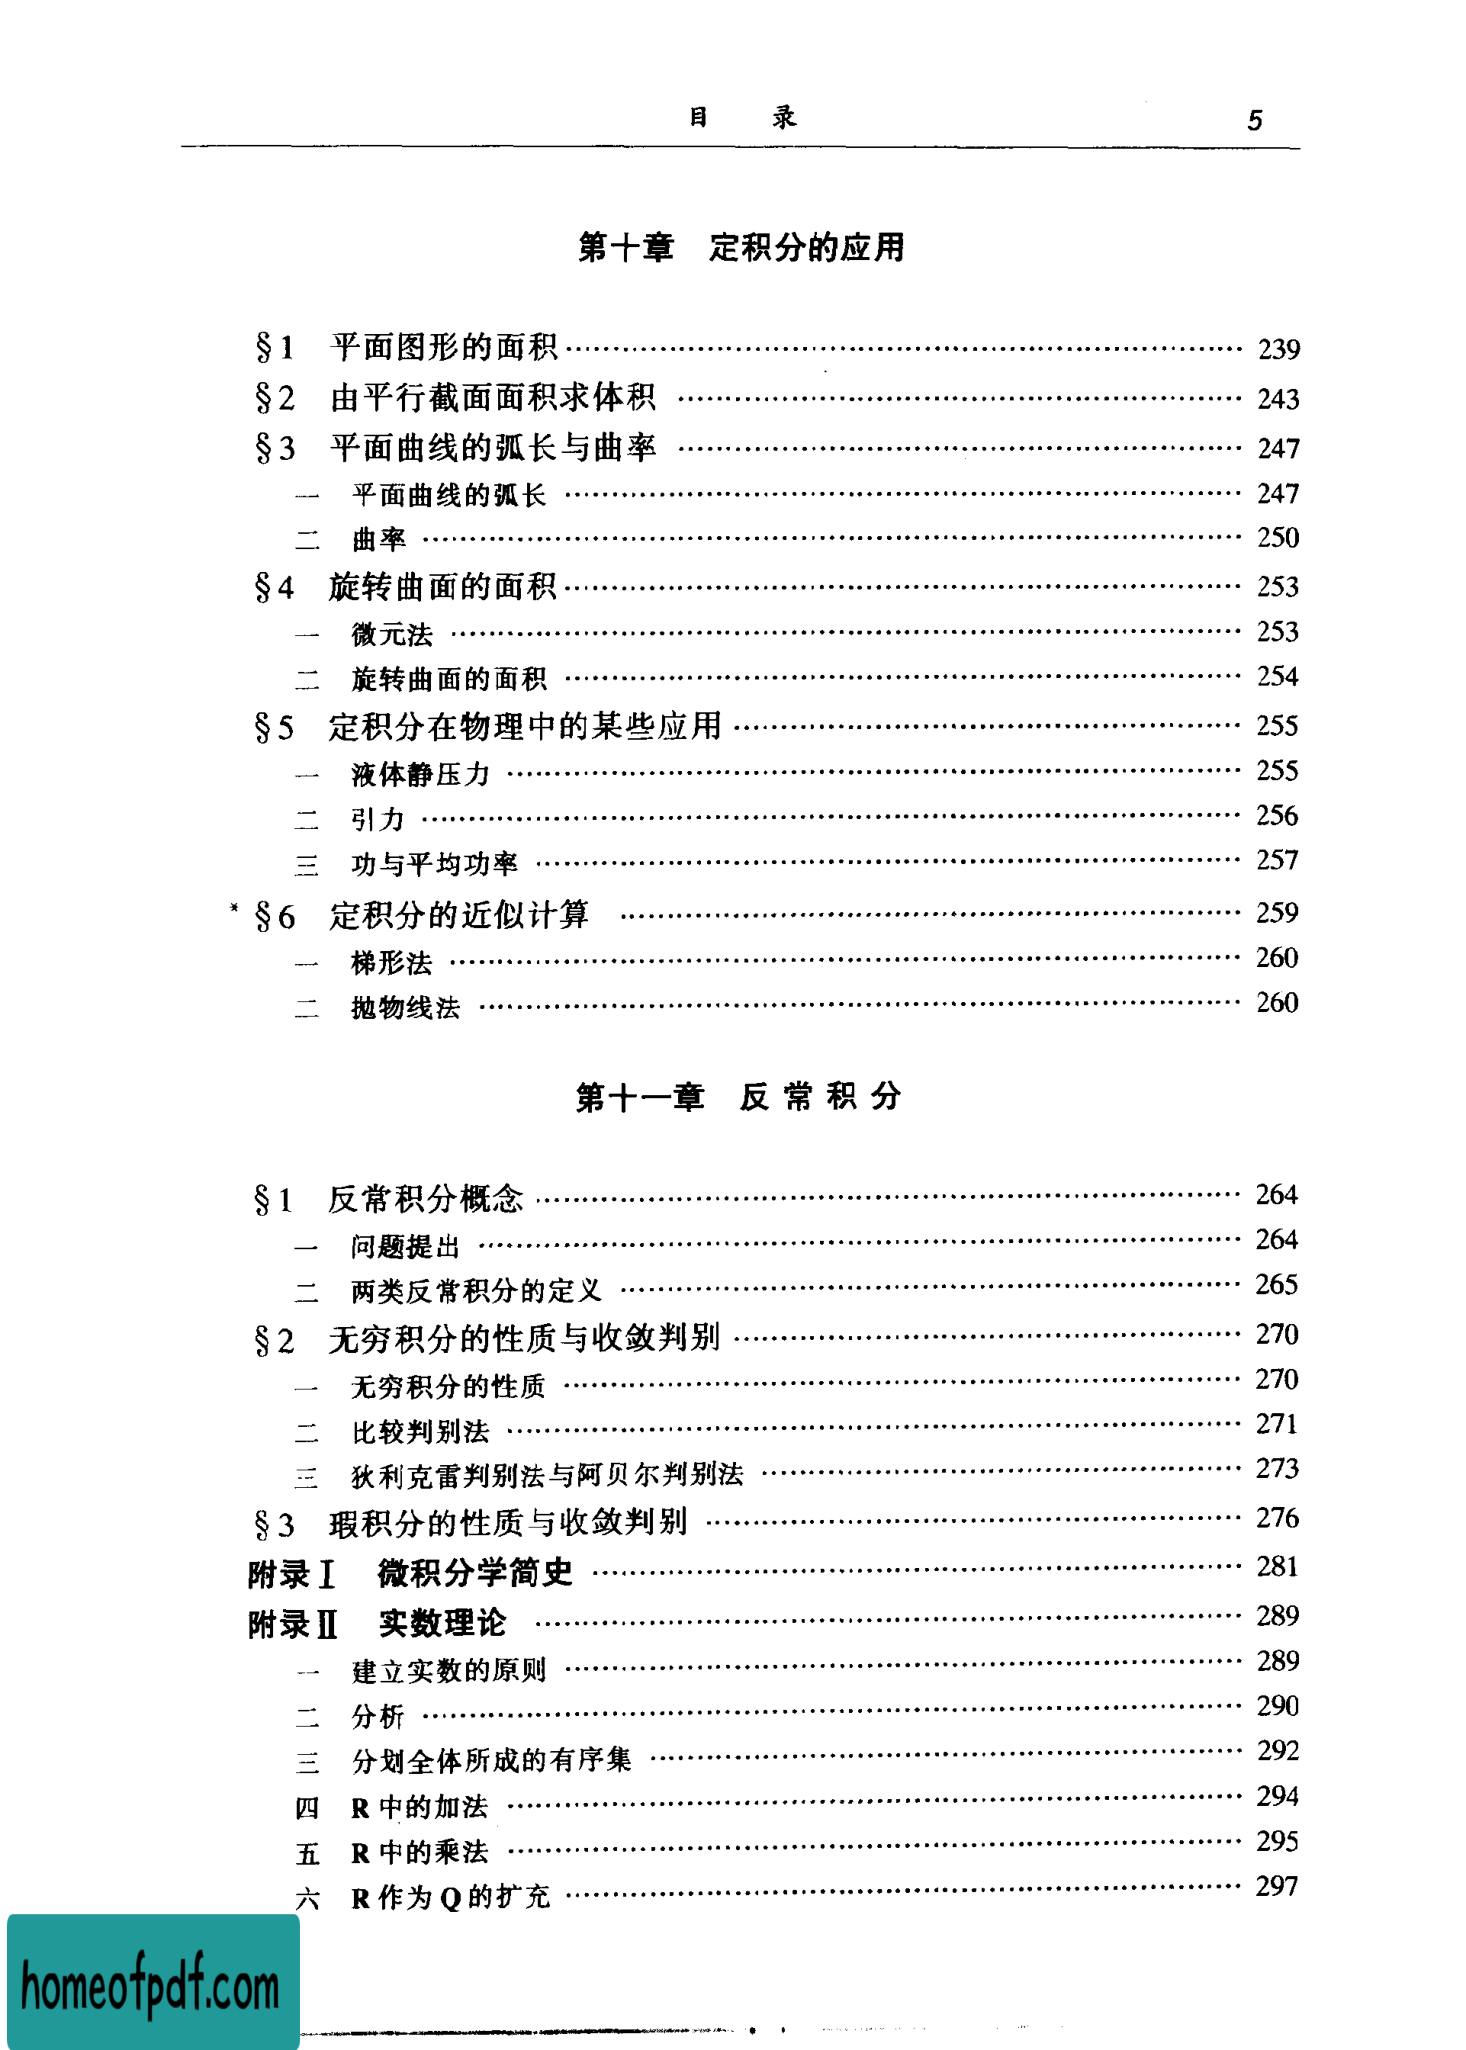 目 录 5
第十章 定积分的应用
§1 平面图形的面积 …… 239
§2 由平行截面面积求体积 …… 243
§3 平面曲线的弧长与曲率 …… 247
一 平面曲线的弧长 …… 247
二 曲率 …… 250
§4 旋转曲面的面积 …… 253
一 微元法 …… 253
二 旋转曲面的面积 …… 254
§5 定积分在物理中的某些应用 …… 255
一 液体静压力 …… 255
二 引力 …… 256
三 功与平均功率 …… 257
*§6 定积分的近似计算 …… 259
一 梯形法 …… 260
二 抛物线法 …… 260
第十一章 反常积分
§1 反常积分概念 …… 264
一 问题提出 …… 264
二 两类反常积分的定义 …… 265
§2 无穷积分的性质与收敛判别 …… 270
一 无穷积分的性质 …… 270
二 比较判别法 …… 271
三 狄利克雷判别法与阿贝尔判别法 …… 273
§3 瑕积分的性质与收敛判别 …… 276
附录Ⅰ 微积分学简史 …… 281
附录Ⅱ 实数理论 …… 289
一 建立实数的原则 …… 289
二 分析 …… 290
三 分划全体所成的有序集 …… 292
四 R中的加法 …… 294
五 R中的乘法 …… 295
六 R作为Q的扩充 …… 297
homeofpdf.com